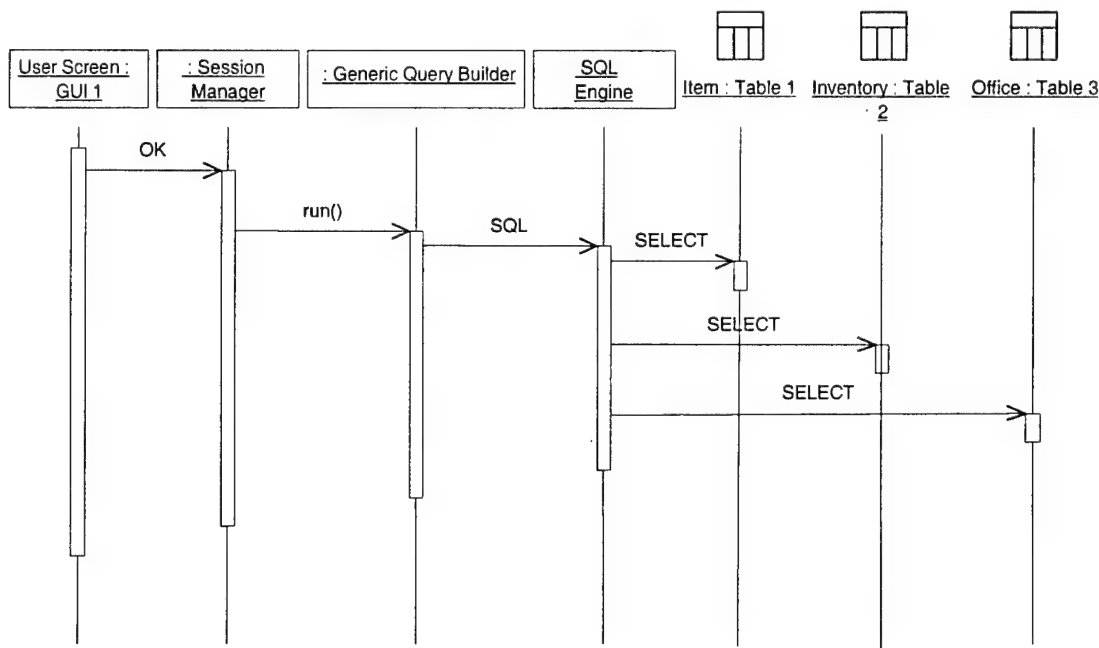 User Screen :
GUI 1
: Session
Manager
: Generic Query Builder
SQL
Engine
Item : Table 1
Inventory : Table
2
Office : Table 3
OK
run()
SQL
SELECT
SELECT
SELECT